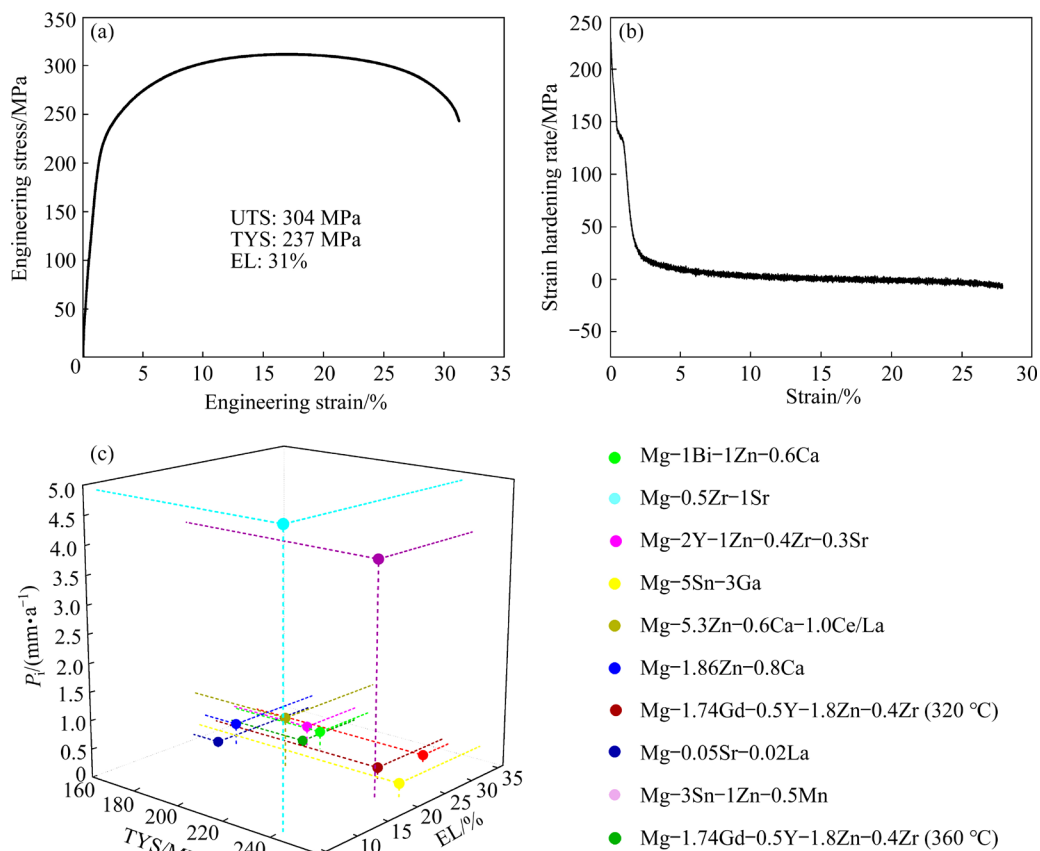 (a)
350
300
250
200
150
100
50
0
Engineering stress/MPa
UTS: 304 MPa
TYS: 237 MPa
EL: 31%
5 10 15 20 25 30 35
Engineering strain/%
(b)
250
200
150
100
50
0
−50
Strain hardening rate/MPa
0 5 10 15 20 25 30
Strain/%
(c)
5.0
4.5
4.0
3.5
3.0
2.5
2.0
1.5
1.0
0.5
0
Pi/(mm•a−1)
160 180 200 220 240
10 15 20 25 30 35
EL/%
Mg−1Bi−1Zn−0.6Ca
Mg−0.5Zr−1Sr
Mg−2Y−1Zn−0.4Zr−0.3Sr
Mg−5Sn−3Ga
Mg−5.3Zn−0.6Ca−1.0Ce/La
Mg−1.86Zn−0.8Ca
Mg−1.74Gd−0.5Y−1.8Zn−0.4Zr (320 °C)
Mg−0.05Sr−0.02La
Mg−3Sn−1Zn−0.5Mn
Mg−1.74Gd−0.5Y−1.8Zn−0.4Zr (360 °C)